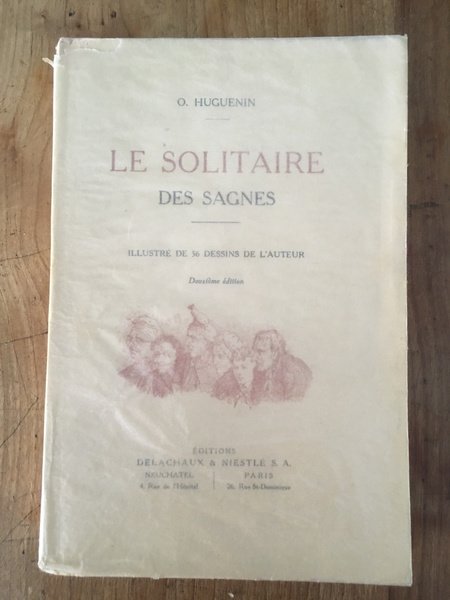 O. HUGUENIN
LE SOLITAIRE
DES SAGNES
ILLUSTRÉ DE 56 DESSINS DE L'AUTEUR
Deuxième édition
ÉDITIONS
DELACHAUX & NIESTLÉ S. A.
NEUCHATEL PARIS
4, Rue de l'Hôpital 26, Rue St-Dominique